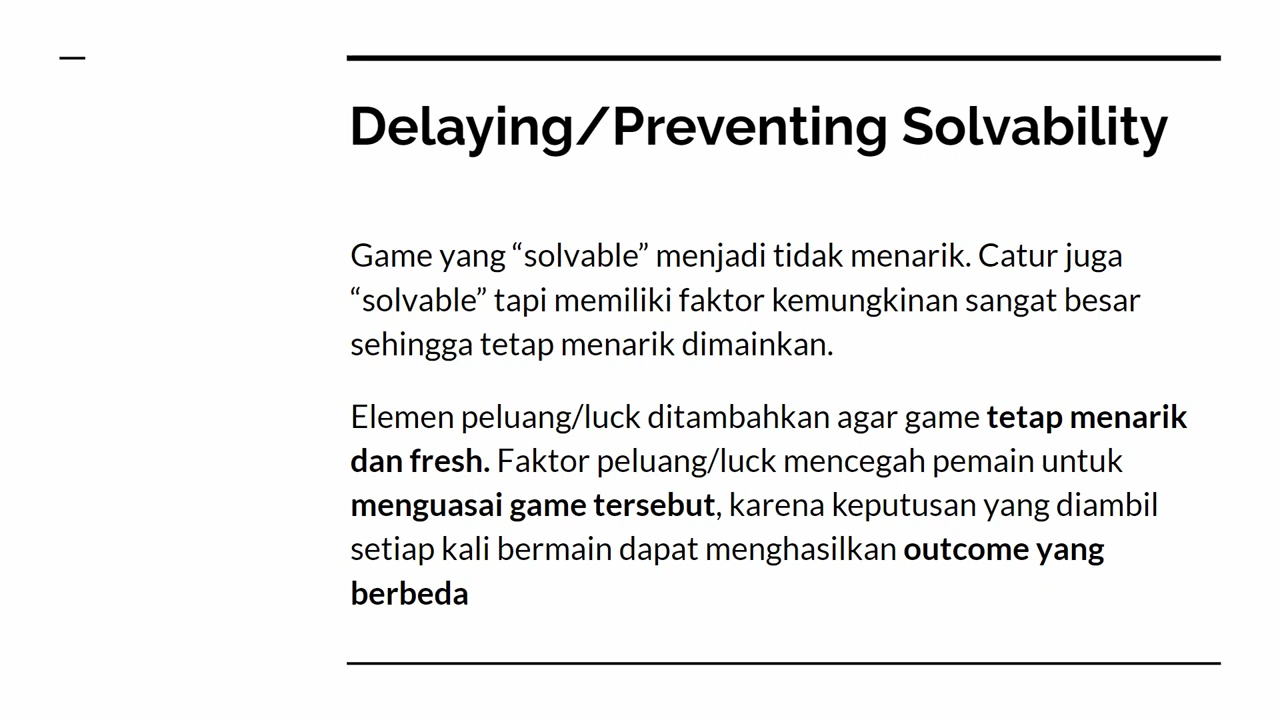 Delaying/Preventing Solvability
Game yang “solvable” menjadi tidak menarik. Catur juga
“solvable” tapi memiliki faktor kemungkinan sangat besar
sehingga tetap menarik dimainkan.
Elemen peluang/luck ditambahkan agar game tetap menarik
dan fresh. Faktor peluang/luck mencegah pemain untuk
menguasai game tersebut, karena keputusan yang diambil
setiap kali bermain dapat menghasilkan outcome yang
berbeda